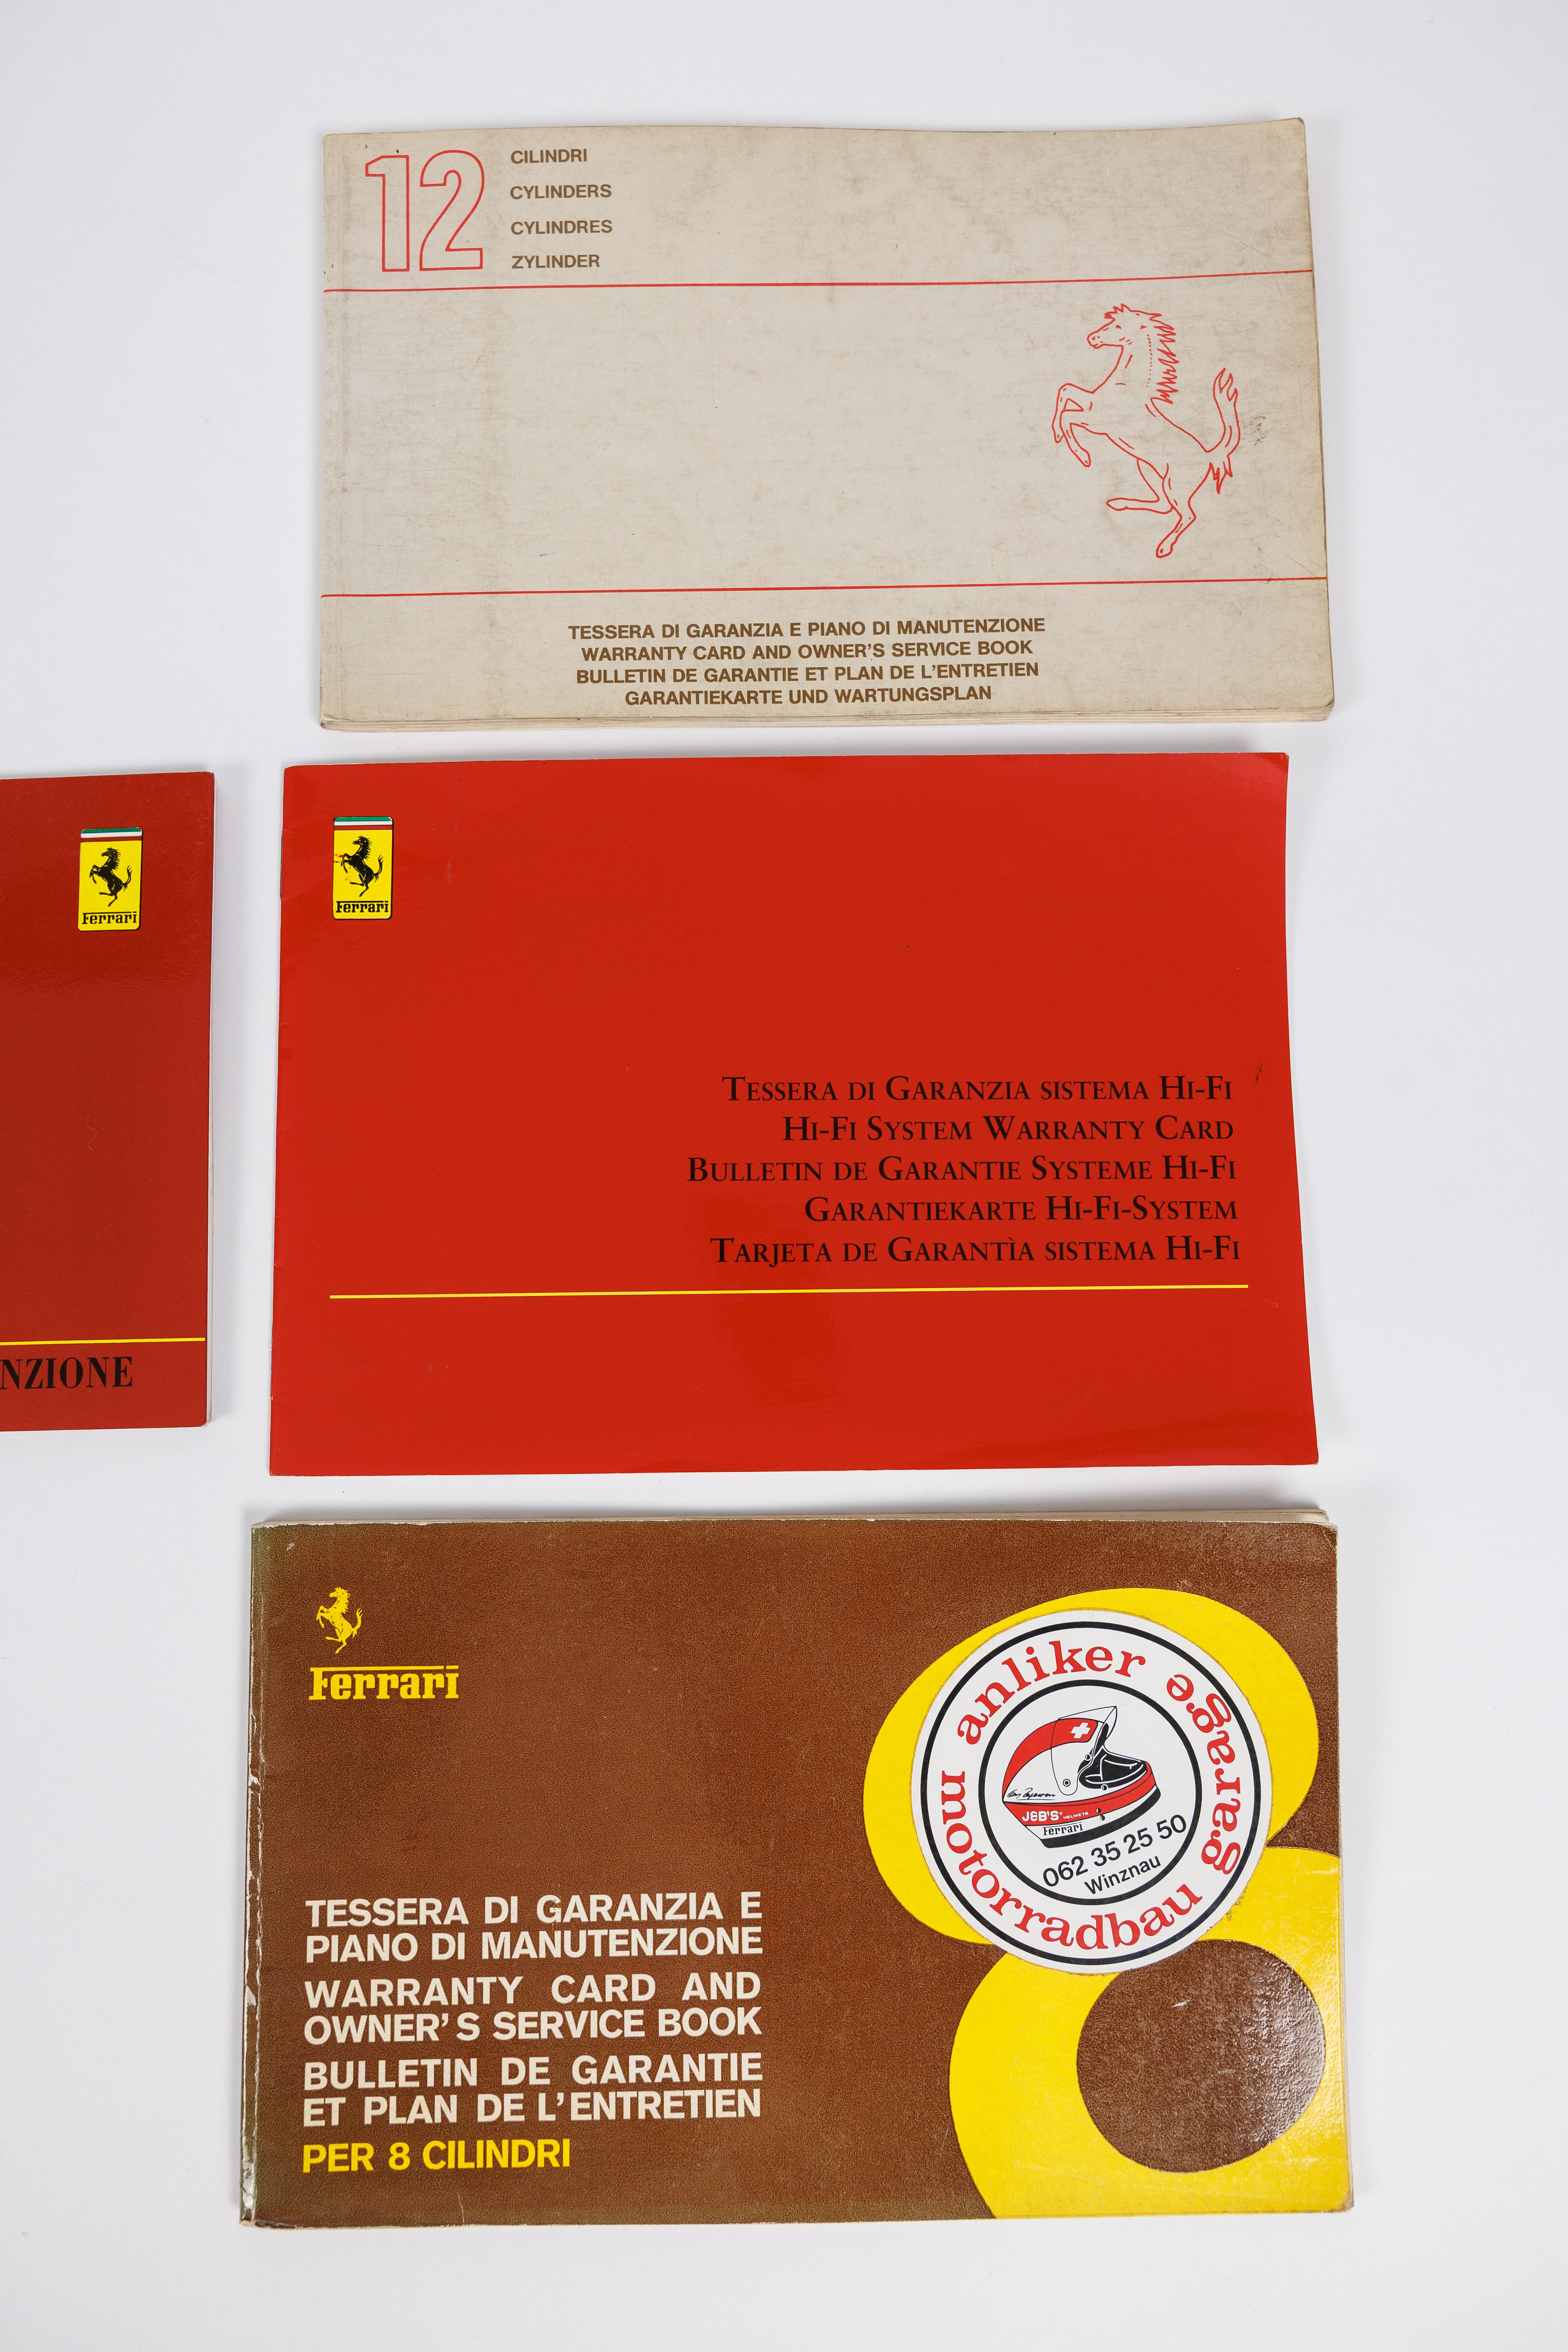 12
CILINDRI
CYLINDERS
CYLINDRES
ZYLINDER
TESSERA DI GARANZIA E PIANO DI MANUTENZIONE
WARRANTY CARD AND OWNER'S SERVICE BOOK
BULLETIN DE GARANTIE ET PLAN DE L'ENTRETIEN
GARANTIEKARTE UND WARTUNGSPLAN
Ferrari
NZIONE
Ferrari
TESSERA DI GARANZIA SISTEMA HI-FI
HI-FI SYSTEM WARRANTY CARD
BULLETIN DE GARANTIE SYSTEME HI-FI
GARANTIEKARTE HI-FI-SYSTEM
TARJETA DE GARANTÌA SISTEMA HI-FI
Ferrari
TESSERA DI GARANZIA E
PIANO DI MANUTENZIONE
WARRANTY CARD AND
OWNER'S SERVICE BOOK
BULLETIN DE GARANTIE
ET PLAN DE L'ENTRETIEN
PER 8 CILINDRI
8
anliker garage
motorradbau
J&B'S HELMETS
Ferrari
062 35 25 50
Winznau